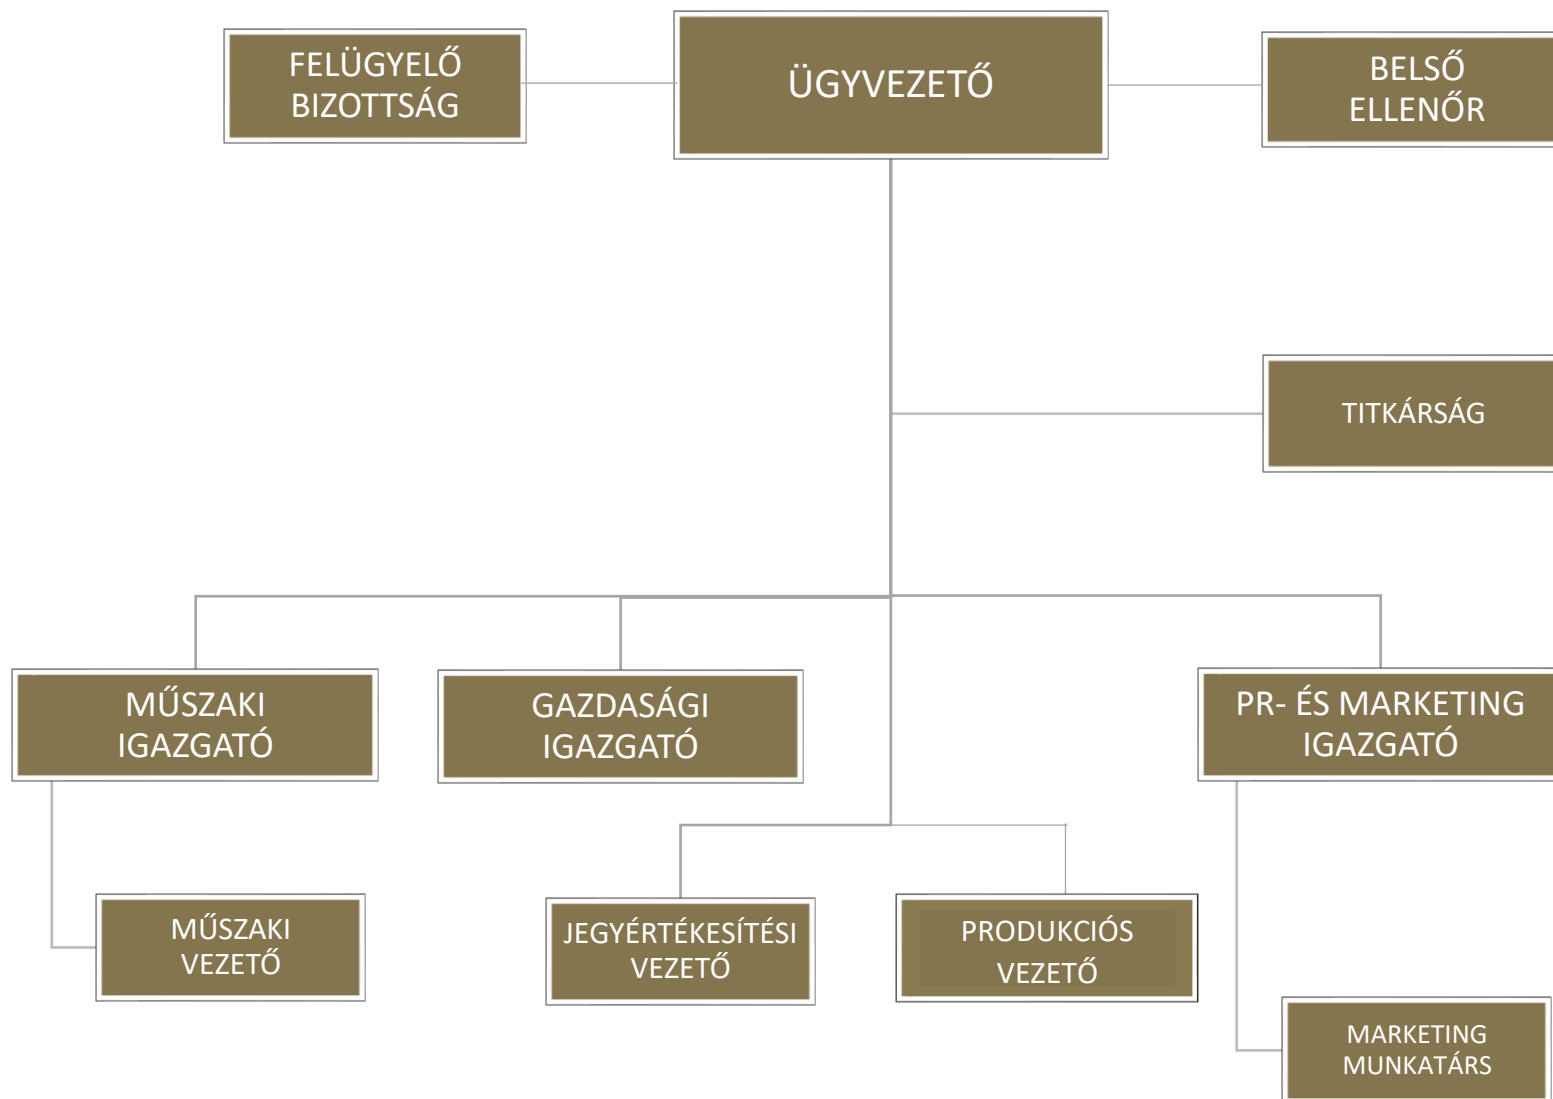 FELÜGYELŐ
BIZOTTSÁG
ÜGYVEZETŐ
BELSŐ
ELLENŐR
TITKÁRSÁG
MŰSZAKI
IGAZGATÓ
GAZDASÁGI
IGAZGATÓ
PR- ÉS MARKETING
IGAZGATÓ
MŰSZAKI
VEZETŐ
JEGYÉRTÉKESÍTÉSI
VEZETŐ
PRODUKCIÓS
VEZETŐ
MARKETING
MUNKATÁRS